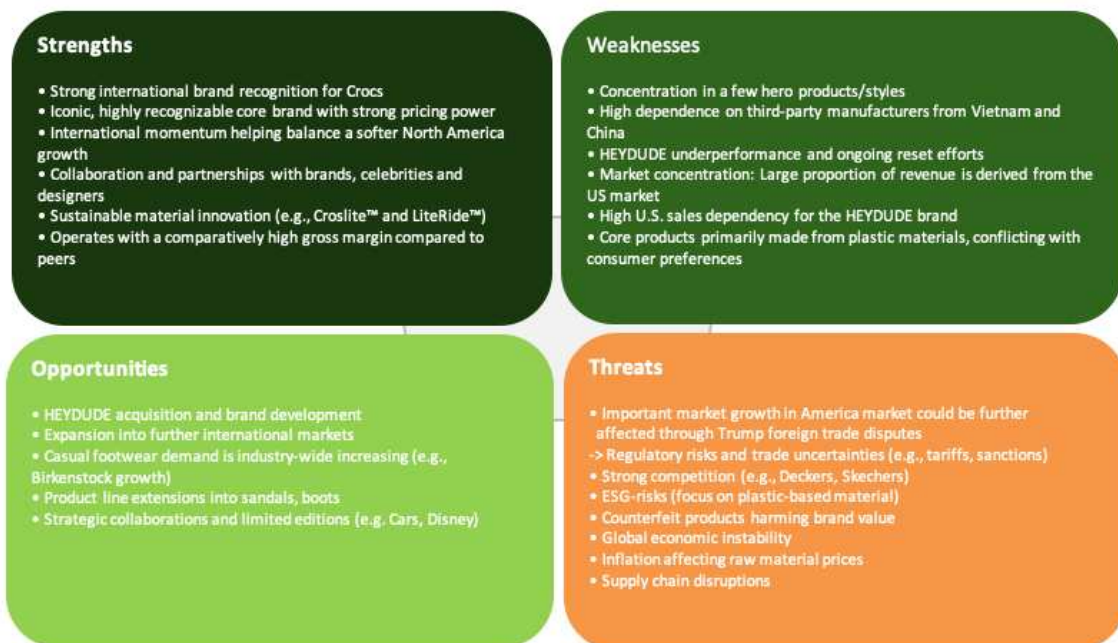 Strengths
• Strong international brand recognition for Crocs
• Iconic, highly recognizable core brand with strong pricing power
• International momentum helping balance a softer North America
growth
• Collaboration and partnerships with brands, celebrities and
designers
• Sustainable material innovation (e.g., Croslite™ and LiteRide™)
• Operates with a comparatively high gross margin compared to
peers
Weaknesses
• Concentration in a few hero products/styles
• High dependence on third-party manufacturers from Vietnam and
China
• HEYDUDE underperformance and ongoing reset efforts
• Market concentration: Large proportion of revenue is derived from the
US market
• High U.S. sales dependency for the HEYDUDE brand
• Core products primarily made from plastic materials, conflicting with
consumer preferences
Opportunities
• HEYDUDE acquisition and brand development
• Expansion into further international markets
• Casual footwear demand is industry-wide increasing (e.g.,
Birkenstock growth)
• Product line extensions into sandals, boots
• Strategic collaborations and limited editions (e.g. Cars, Disney)
Threats
• Important market growth in America market could be further
affected through Trump foreign trade disputes
-> Regulatory risks and trade uncertainties (e.g., tariffs, sanctions)
• Strong competition (e.g., Deckers, Skechers)
• ESG-risks (focus on plastic-based material)
• Counterfeit products harming brand value
• Global economic instability
• Inflation affecting raw material prices
• Supply chain disruptions